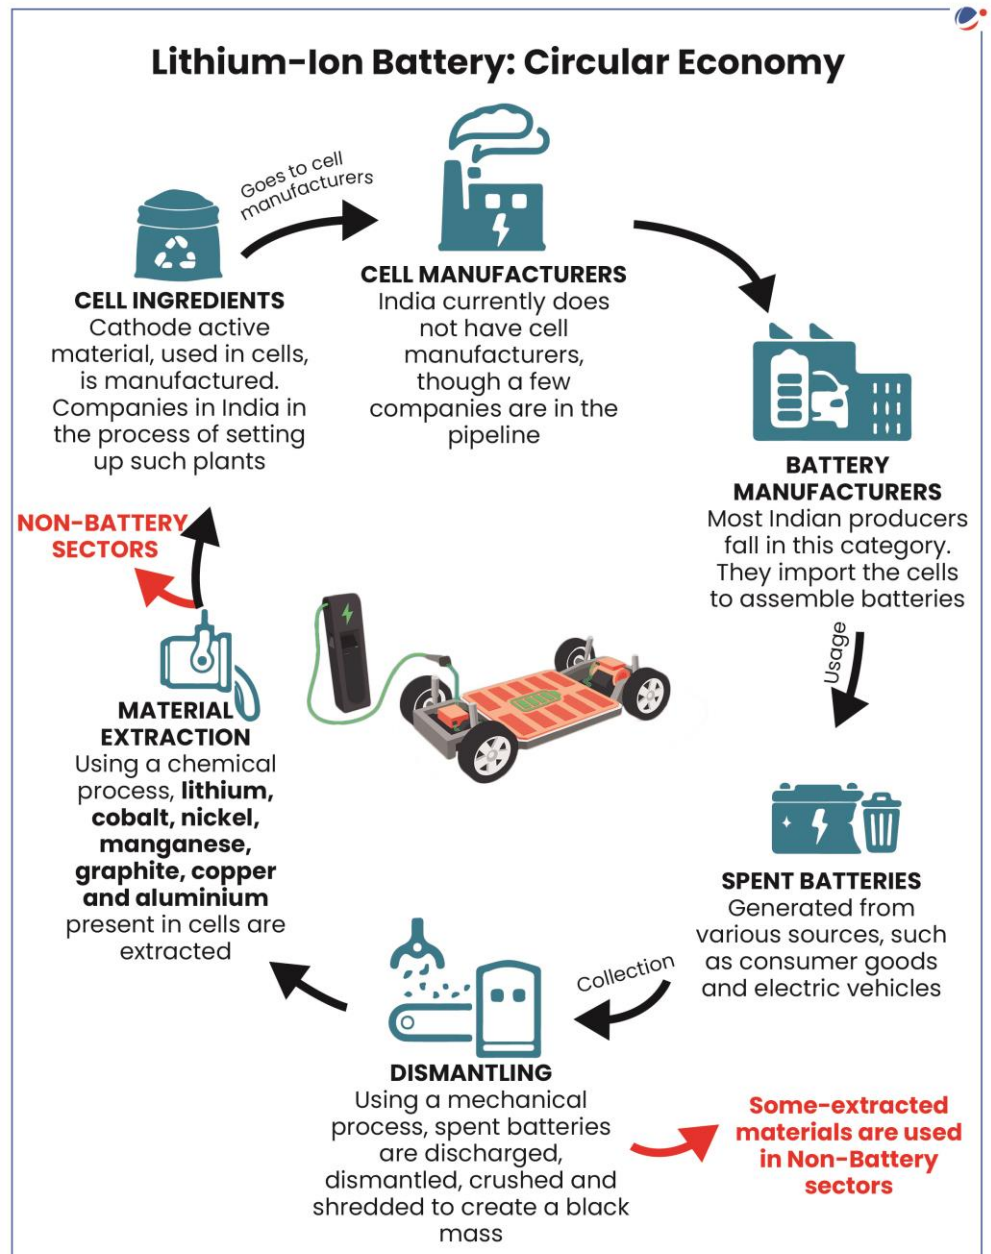 Lithium-Ion Battery: Circular Economy
Goes to cell
manufacturers
CELL INGREDIENTS
Cathode active
material, used in cells,
is manufactured.
Companies in India in
the process of setting
up such plants
CELL MANUFACTURERS
India currently does
not have cell
manufacturers,
though a few
companies are in the
pipeline
BATTERY
MANUFACTURERS
Most Indian producers
fall in this category.
They import the cells
to assemble batteries
Usage
SPENT BATTERIES
Generated from
various sources, such
as consumer goods
and electric vehicles
Collection
DISMANTLING
Using a mechanical
process, spent batteries
are discharged,
dismantled, crushed and
shredded to create a black
mass
Some-extracted
materials are used
in Non-Battery
sectors
MATERIAL
EXTRACTION
Using a chemical
process, lithium,
cobalt, nickel,
manganese,
graphite, copper
and aluminium
present in cells are
extracted
NON-BATTERY
SECTORS